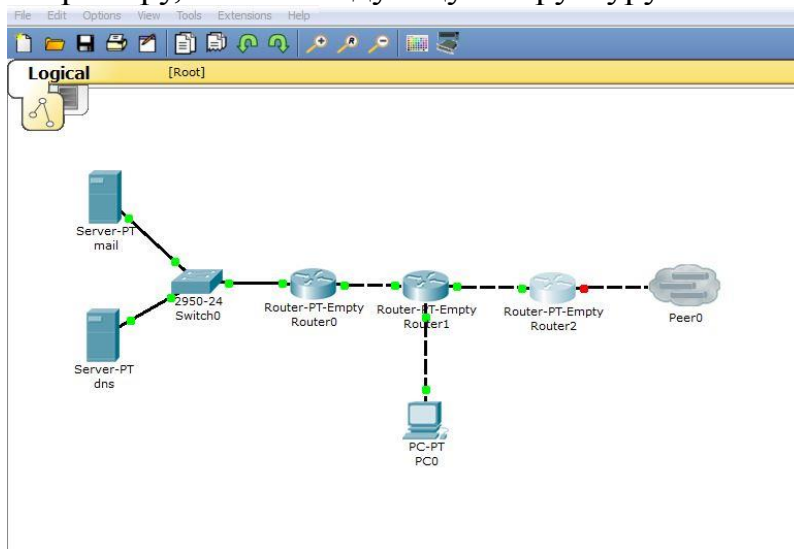 File Edit Options View Tools Extensions Help
Logical
[Root]
Server-PT
mail
2950-24
Switch0
Router-PT-Empty
Router0
Router-PT-Empty
Router1
Router-PT-Empty
Router2
Peer0
Server-PT
dns
PC-PT
PC0